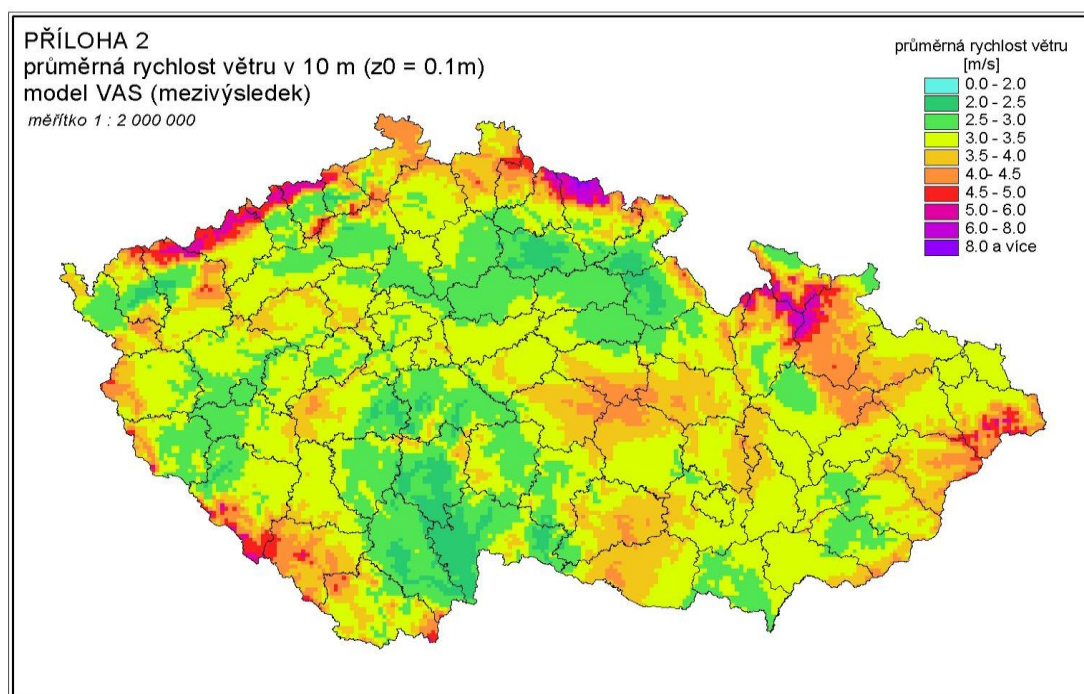 PŘÍLOHA 2
průměrná rychlost větru v 10 m (z0 = 0.1m)
model VAS (mezivýsledek)
měřítko 1 : 2 000 000
průměrná rychlost větru
[m/s]
0.0 - 2.0
2.0 - 2.5
2.5 - 3.0
3.0 - 3.5
3.5 - 4.0
4.0- 4.5
4.5 - 5.0
5.0 - 6.0
6.0 - 8.0
8.0 a více